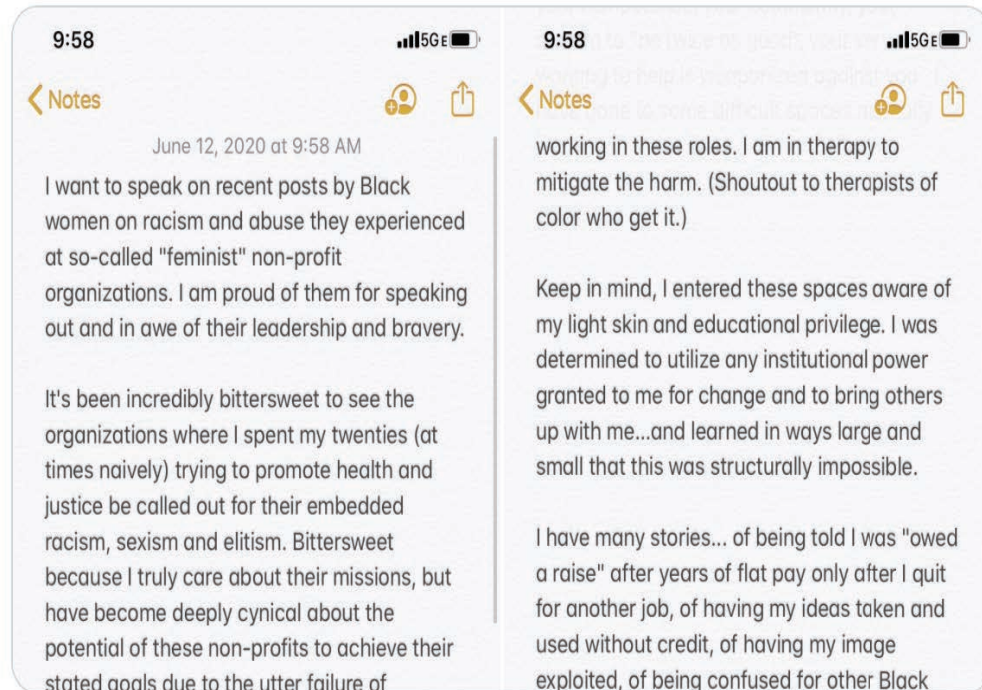 9:58
5GE
Notes
June 12, 2020 at 9:58 AM
I want to speak on recent posts by Black
women on racism and abuse they experienced
at so-called "feminist" non-profit
organizations. I am proud of them for speaking
out and in awe of their leadership and bravery.
It's been incredibly bittersweet to see the
organizations where I spent my twenties (at
times naively) trying to promote health and
justice be called out for their embedded
racism, sexism and elitism. Bittersweet
because I truly care about their missions, but
have become deeply cynical about the
potential of these non-profits to achieve their
stated goals due to the utter failure of
9:58
5GE
Notes
working in these roles. I am in therapy to
mitigate the harm. (Shoutout to therapists of
color who get it.)
Keep in mind, I entered these spaces aware of
my light skin and educational privilege. I was
determined to utilize any institutional power
granted to me for change and to bring others
up with me...and learned in ways large and
small that this was structurally impossible.
I have many stories... of being told I was "owed
a raise" after years of flat pay only after I quit
for another job, of having my ideas taken and
used without credit, of having my image
exploited, of being confused for other Black